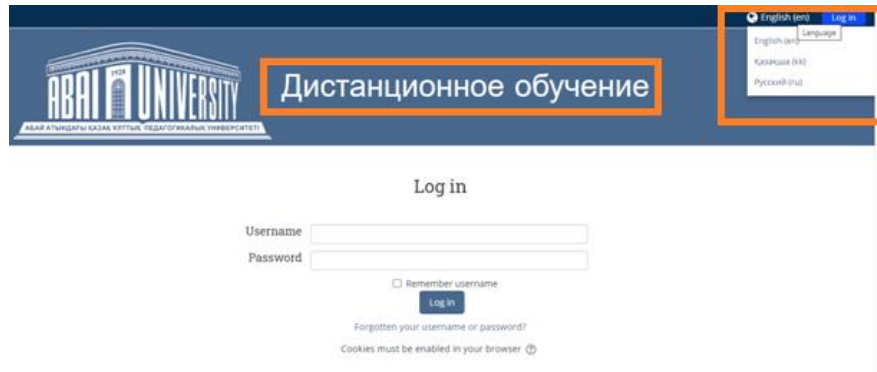 English (en) Log in
Language
English (en)
Қазақша (kk)
Русский (ru)
1928
ABAI UNIVERSITY
АБАЙ АТЫНДАҒЫ ҚАЗАҚ ҰЛТТЫҚ ПЕДАГОГИКАЛЫҚ УНИВЕРСИТЕТІ
Дистанционное обучение
Log in
Username
Password
Remember username
Log in
Forgotten your username or password?
Cookies must be enabled in your browser